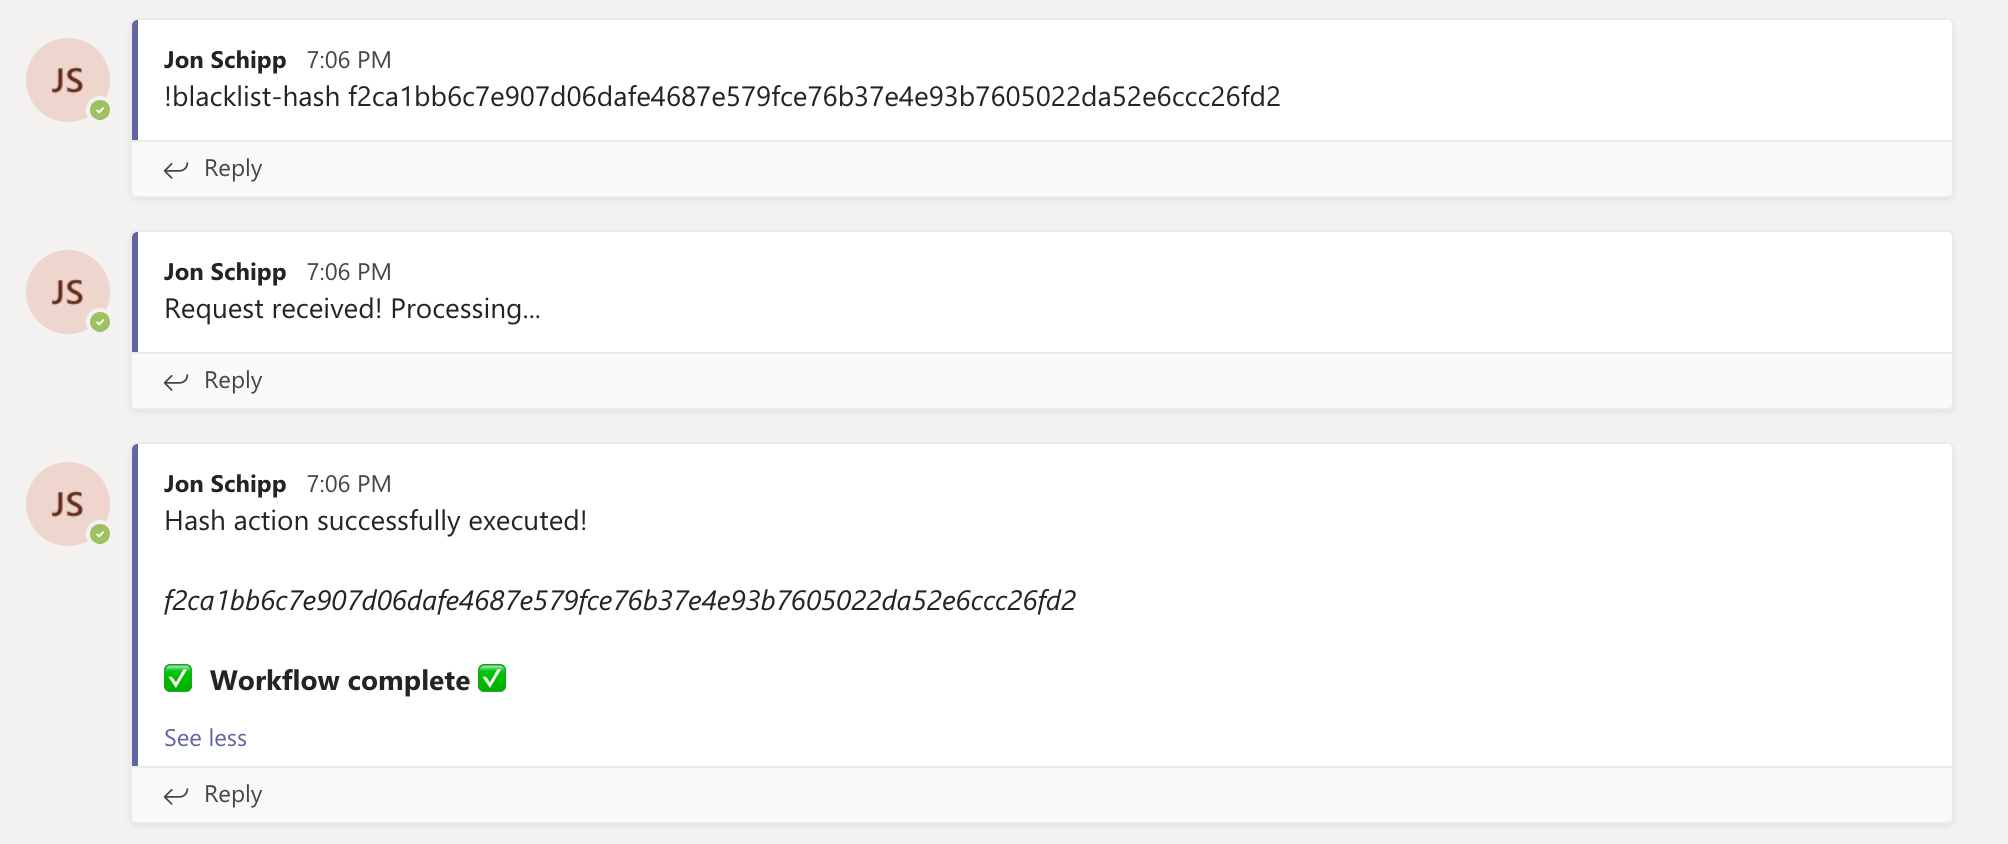 JS
Jon Schipp 7:06 PM
!blacklist-hash f2ca1bb6c7e907d06dafe4687e579fce76b37e4e93b7605022da52e6ccc26fd2
Reply
JS
Jon Schipp 7:06 PM
Request received! Processing...
Reply
JS
Jon Schipp 7:06 PM
Hash action successfully executed!
f2ca1bb6c7e907d06dafe4687e579fce76b37e4e93b7605022da52e6ccc26fd2
✅ Workflow complete ✅
See less
Reply